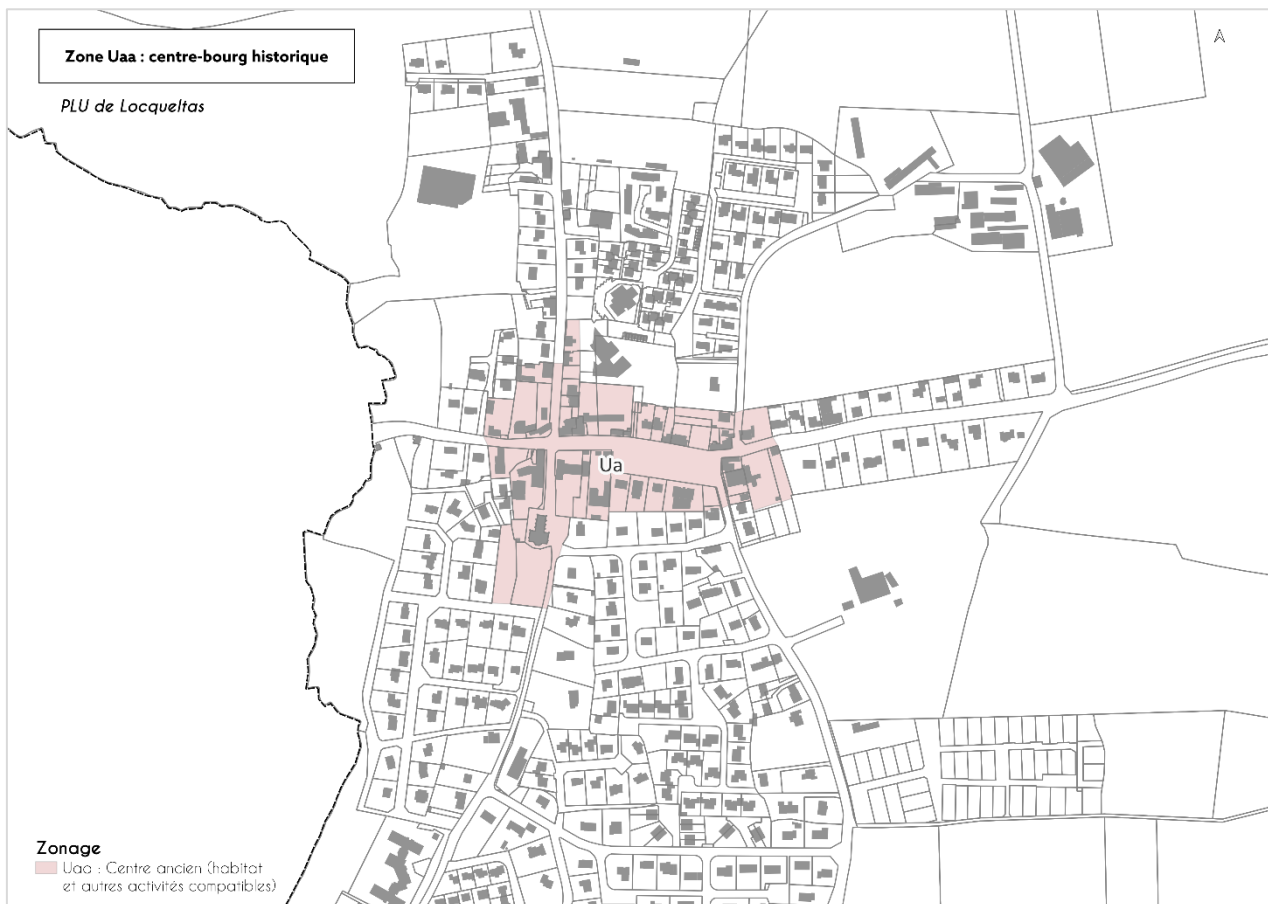 Zone Uaa : centre-bourg historique
PLU de Locqueltas
Ua
Zonage
Uaa : Centre ancien (habitat
et autres activités compatibles)